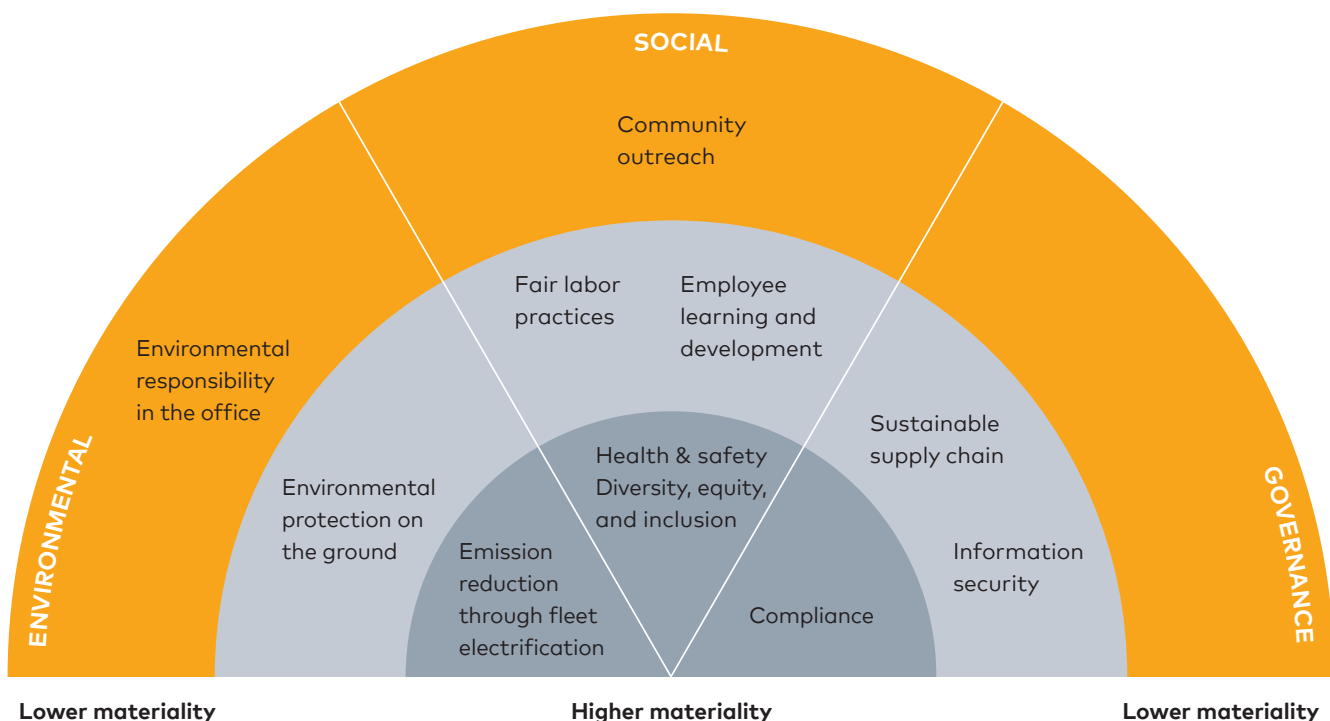 SOCIAL
Community
outreach
Fair labor
practices
Employee
learning and
development
Environmental
responsibility
in the office
Sustainable
supply chain
Health & safety
Diversity, equity,
and inclusion
Environmental
protection on
the ground
Emission
reduction
through fleet
electrification
Information
security
Compliance
ENVIRONMENTAL
GOVERNANCE
Lower materiality
Higher materiality
Lower materiality